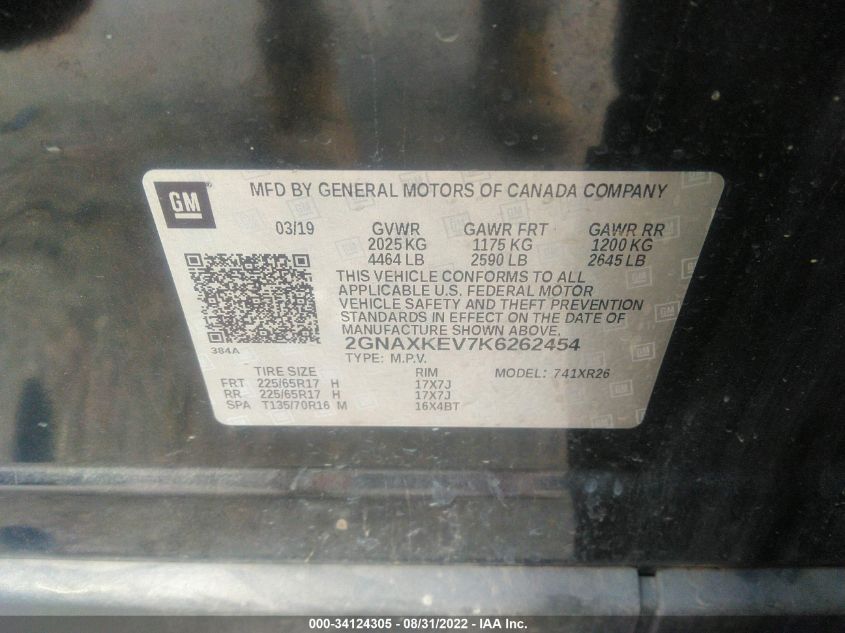 GM
MFD BY GENERAL MOTORS OF CANADA COMPANY
03/19 GVWR GAWR FRT GAWR RR
2025 KG 1175 KG 1200 KG
4464 LB 2590 LB 2645 LB
THIS VEHICLE CONFORMS TO ALL
APPLICABLE U.S. FEDERAL MOTOR
VEHICLE SAFETY AND THEFT PREVENTION
STANDARDS IN EFFECT ON THE DATE OF
MANUFACTURE SHOWN ABOVE.
384A
2GNAXKEV7K6262454
TYPE: M.P.V.
TIRE SIZE RIM MODEL: 741XR26
FRT 225/65R17 H 17X7J
RR 225/65R17 H 17X7J
SPA T135/70R16 M 16X4BT
000-34124305 - 08/31/2022 - IAA Inc.